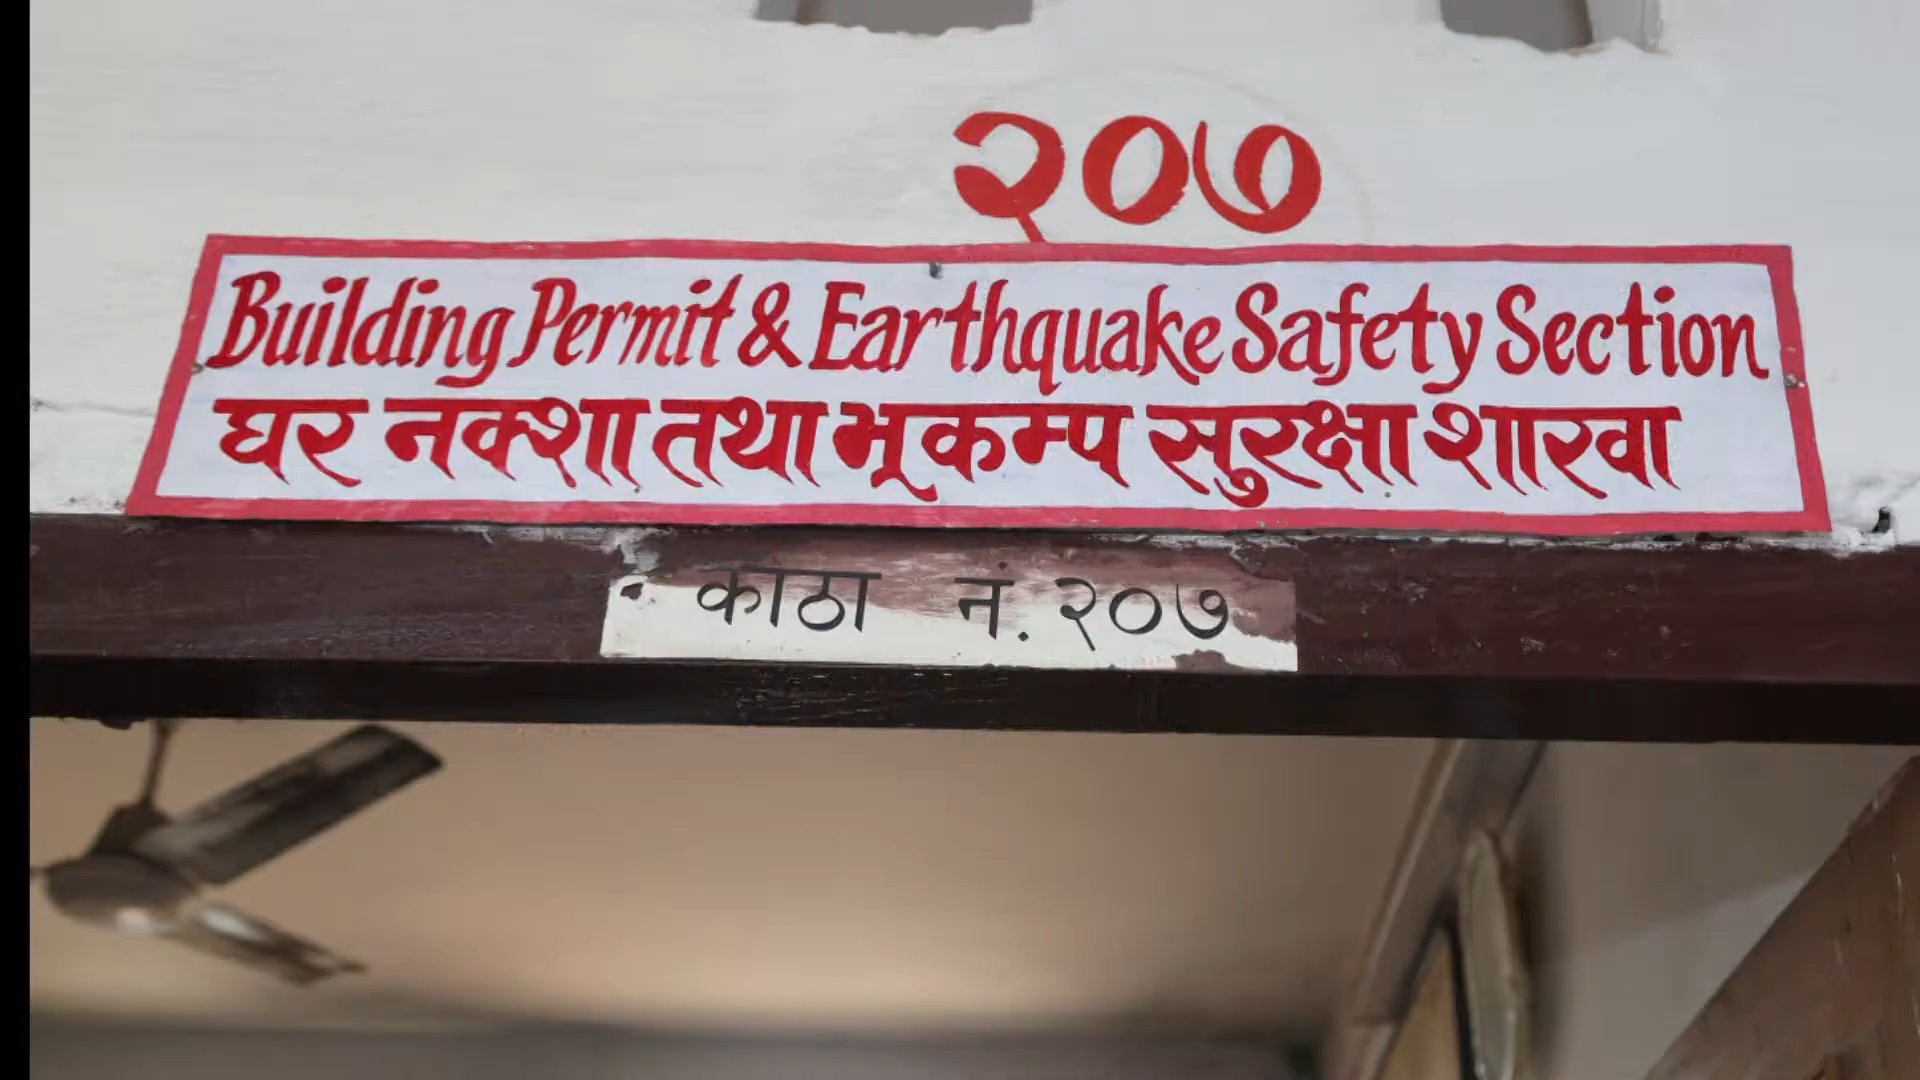 २०७
Building Permit & Earthquake Safety Section
घर नक्शा तथा भूकम्प सुरक्षा शाखा
काठा नं. २०७